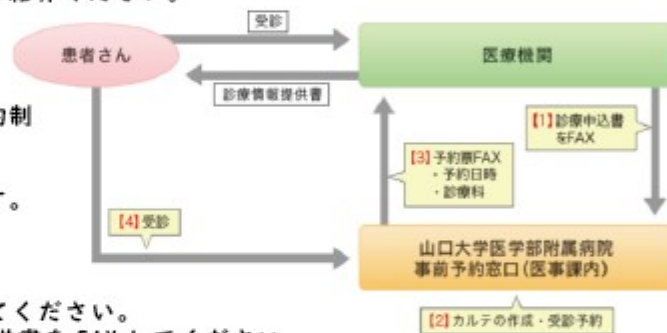 受診
患者さん
医療機関
診療情報提供書
約制
[1]診療申込書
をFAX
[3]予約票FAX
・予約日時
・診療科
す。
[4]受診
山口大学医学部附属病院
事前予約窓口(医事課内)
てください。
[2]カルテの作成・受診予約